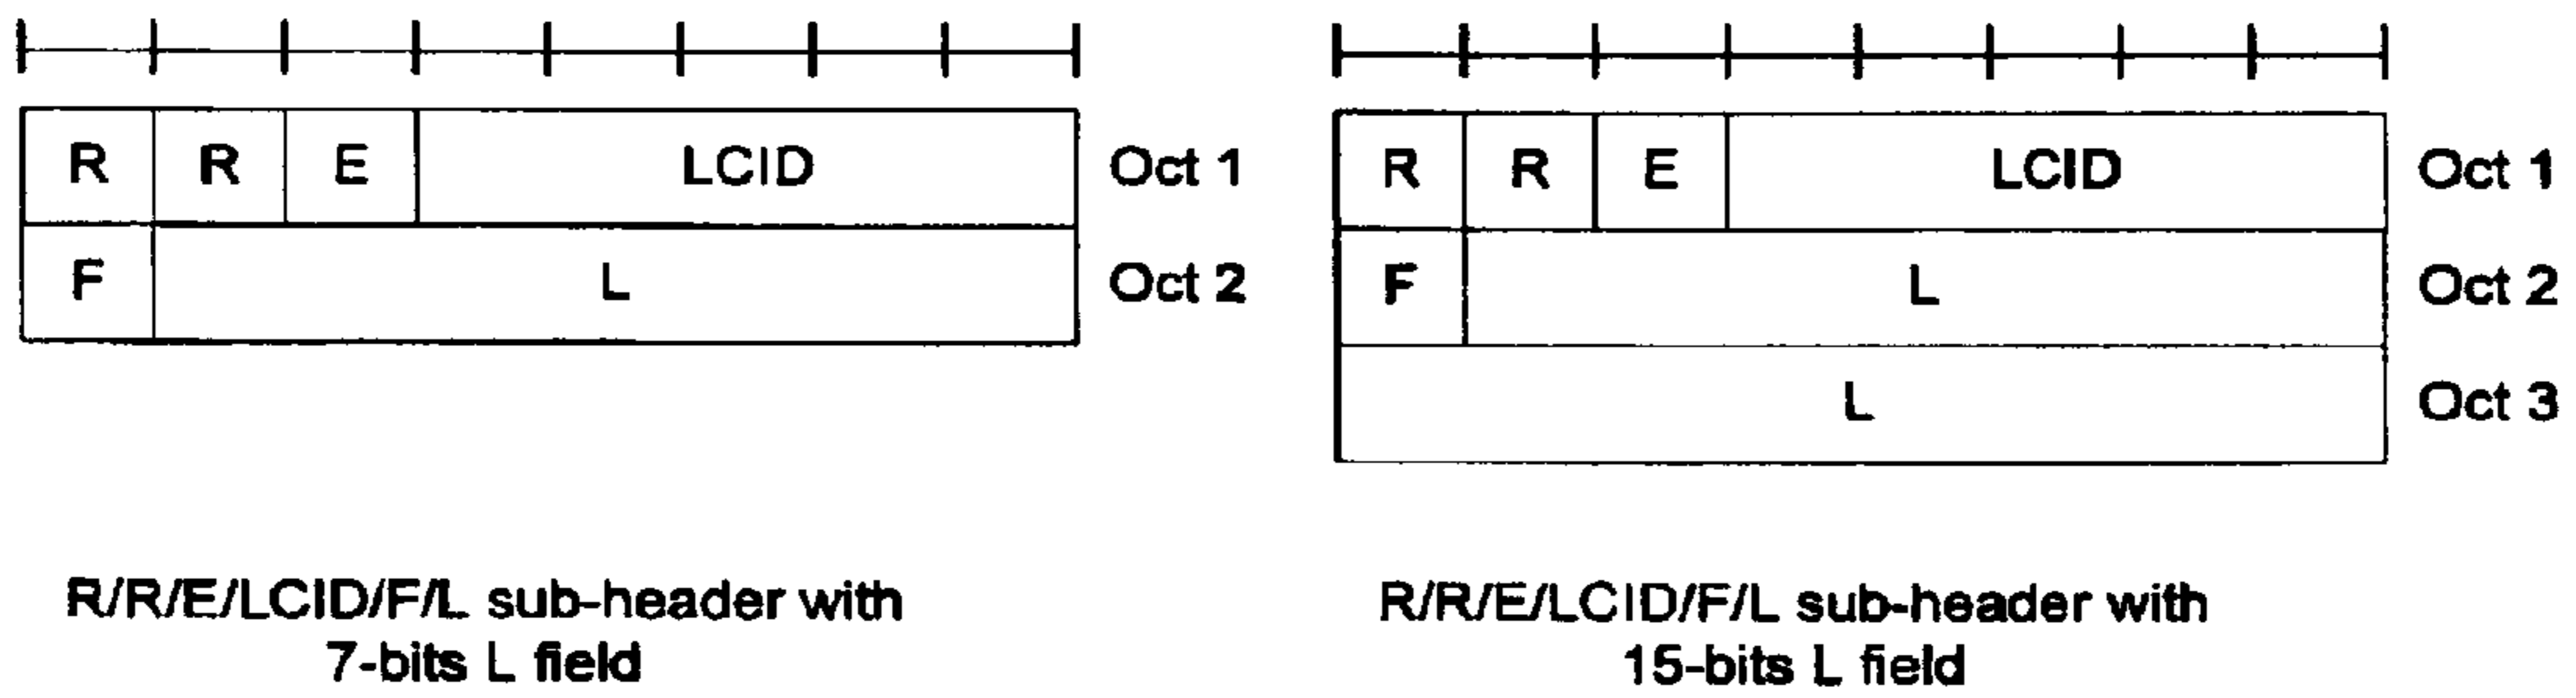 R R E LCID Oct 1
F L Oct 2
R/R/E/LCID/F/L sub-header with
7-bits L field
R R E LCID Oct 1
F L Oct 2
L Oct 3
R/R/E/LCID/F/L sub-header with
15-bits L field